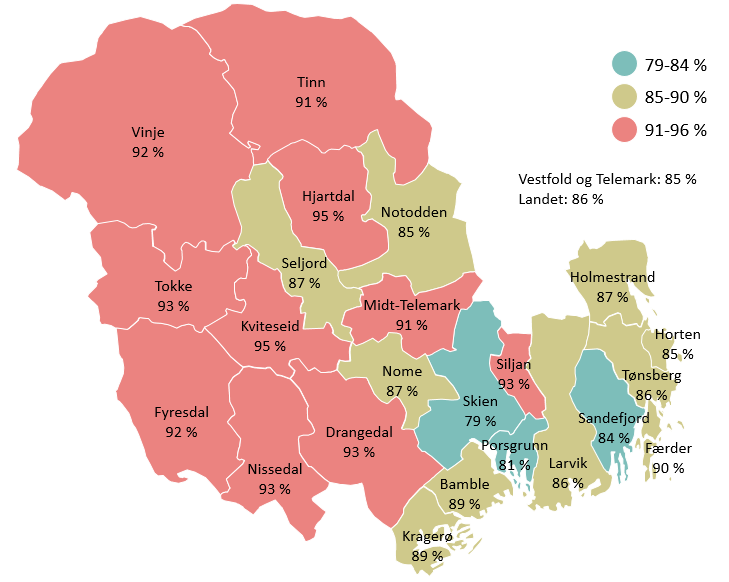 79-84 %
85-90 %
91-96 %
Vestfold og Telemark: 85 %
Landet: 86 %
Tinn
91 %
Vinje
92 %
Hjartdal
95 %
Notodden
85 %
Seljord
87 %
Tokke
93 %
Kviteseid
95 %
Midt-Telemark
91 %
Holmestrand
87 %
Horten
85 %
Tønsberg
86 %
Nome
87 %
Siljan
93 %
Skien
79 %
Sandefjord
84 %
Fyresdal
92 %
Drangedal
93 %
Porsgrunn
81 %
Færder
90 %
Larvik
86 %
Nissedal
93 %
Bamble
89 %
Kragerø
89 %